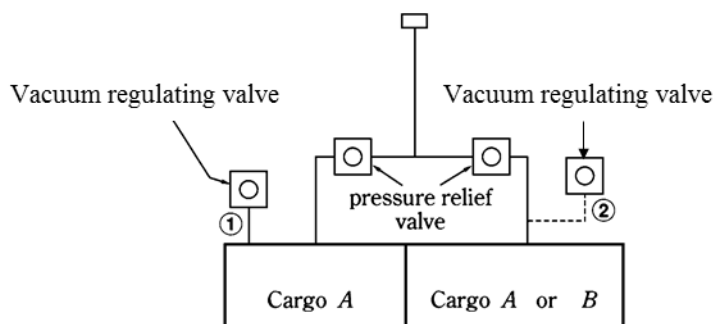 Vacuum regulating valve
Vacuum regulating valve
pressure relief
valve
①
②
Cargo A
Cargo A or B